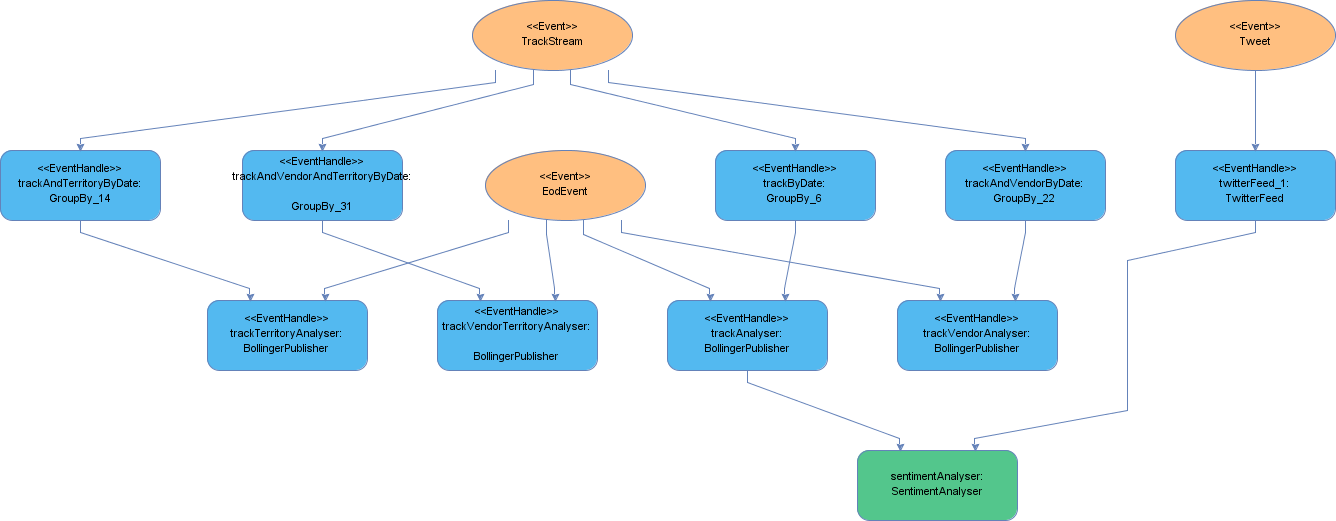 <<Event>>
TrackStream
<<Event>>
Tweet
<<EventHandle>>
trackAndTerritoryByDate:
GroupBy_14
<<EventHandle>>
trackAndVendorAndTerritoryByDate:
GroupBy_31
<<Event>>
EodEvent
<<EventHandle>>
trackByDate:
GroupBy_6
<<EventHandle>>
trackAndVendorByDate:
GroupBy_22
<<EventHandle>>
twitterFeed_1:
TwitterFeed
<<EventHandle>>
trackTerritoryAnalyser:
BollingerPublisher
<<EventHandle>>
trackVendorTerritoryAnalyser:
BollingerPublisher
<<EventHandle>>
trackAnalyser:
BollingerPublisher
<<EventHandle>>
trackVendorAnalyser:
BollingerPublisher
sentimentAnalyser:
SentimentAnalyser